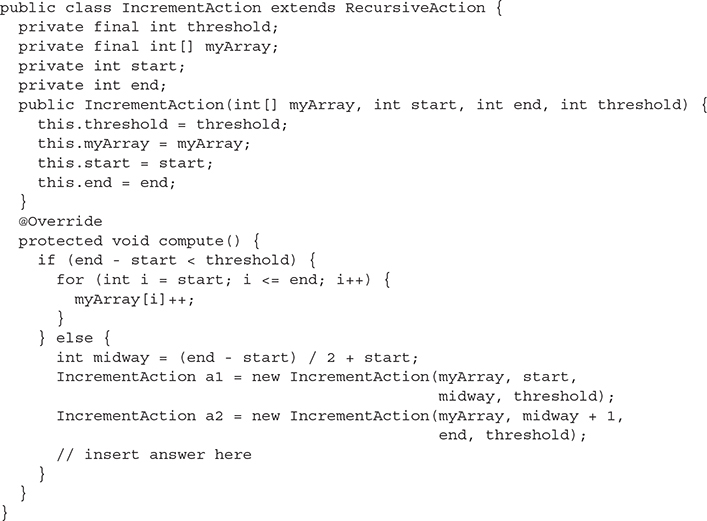 public class IncrementAction extends RecursiveAction {
  private final int threshold;
  private final int[] myArray;
  private int start;
  private int end;
  public IncrementAction(int[] myArray, int start, int end, int threshold) {
    this.threshold = threshold;
    this.myArray = myArray;
    this.start = start;
    this.end = end;
  }
  @Override
  protected void compute() {
    if (end - start < threshold) {
      for (int i = start; i <= end; i++) {
        myArray[i]++;
      }
    } else {
      int midway = (end - start) / 2 + start;
      IncrementAction a1 = new IncrementAction(myArray, start,
                                               midway, threshold);
      IncrementAction a2 = new IncrementAction(myArray, midway + 1,
                                               end, threshold);
      // insert answer here
    }
  }
}